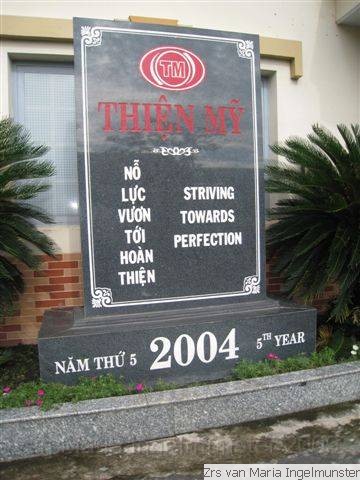 TM
THIỆN MỸ
NỖ
LỰC
VƯƠN
TỚI
HOÀN
THIỆN
STRIVING
TOWARDS
PERFECTION
NĂM THỨ 5
2004
5TH YEAR
Zrs van Maria Ingelmunster